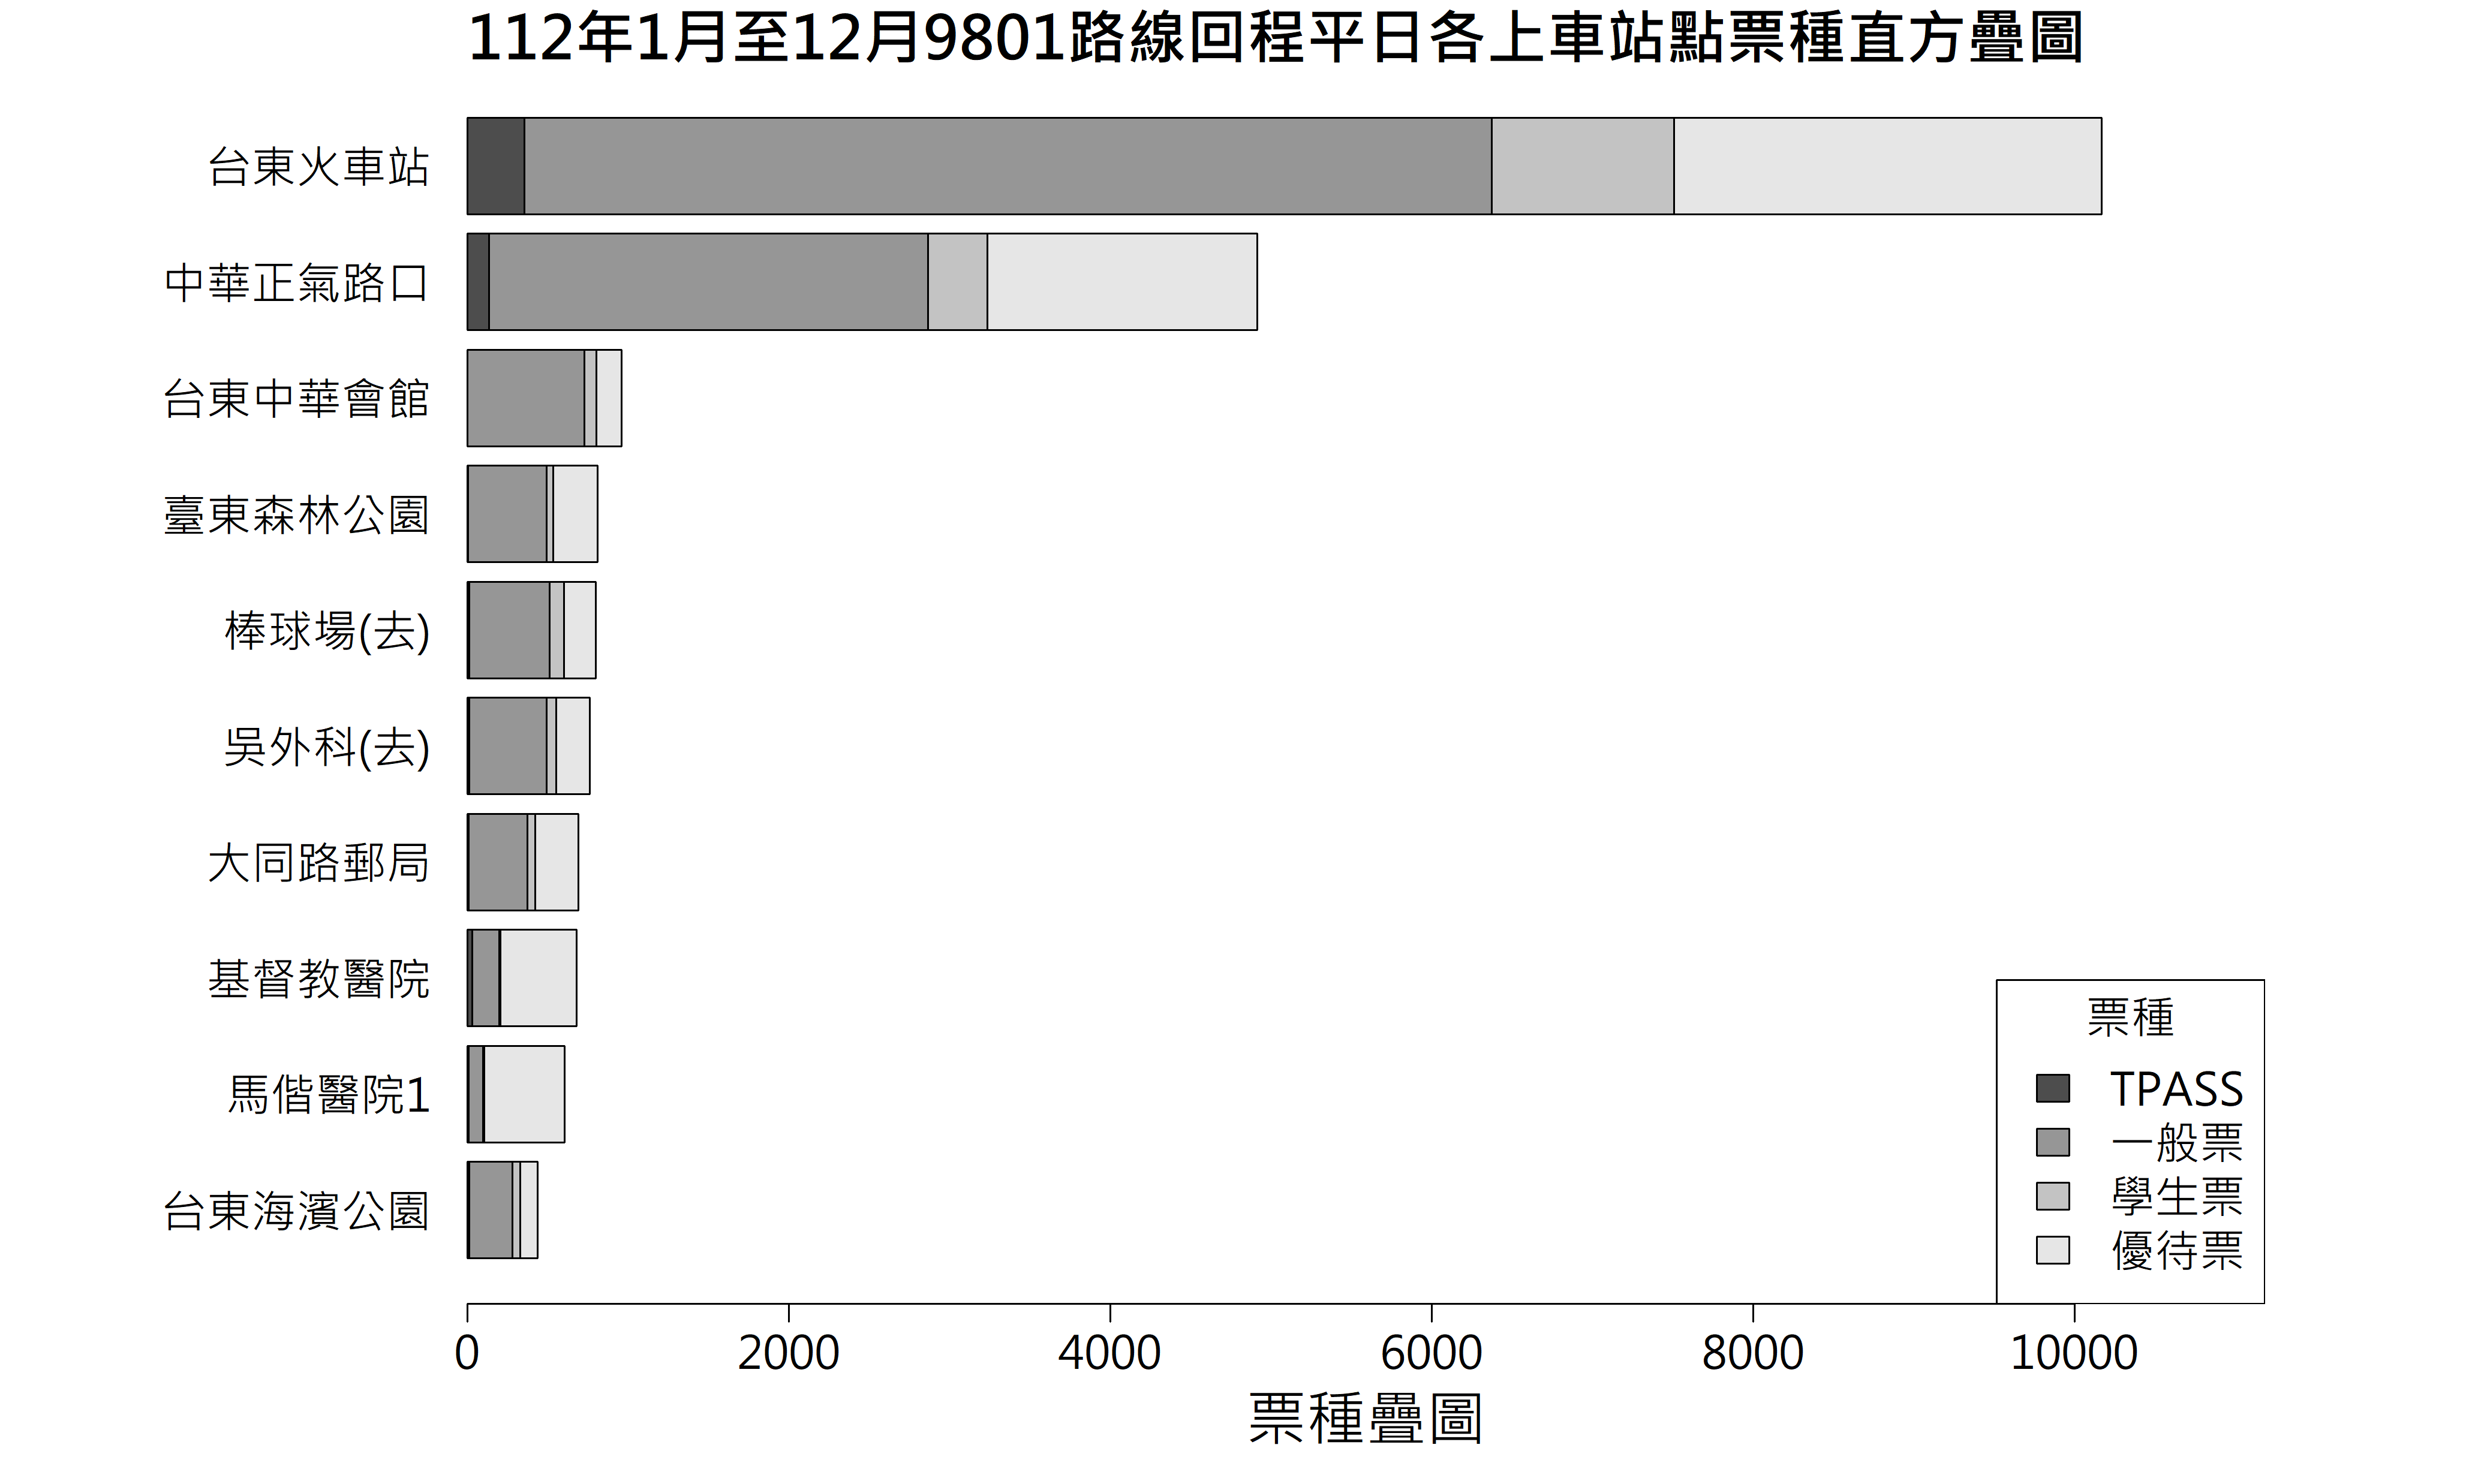 112年1月至12月9801路線回程平日各上車站點票種直方疊圖
台東火車站
中華正氣路口
台東中華會館
臺東森林公園
棒球場(去)
吳外科(去)
大同路郵局
基督教醫院
馬偕醫院1
台東海濱公園
票種
TPASS
一般票
學生票
優待票
0 2000 4000 6000 8000 10000
票種疊圖